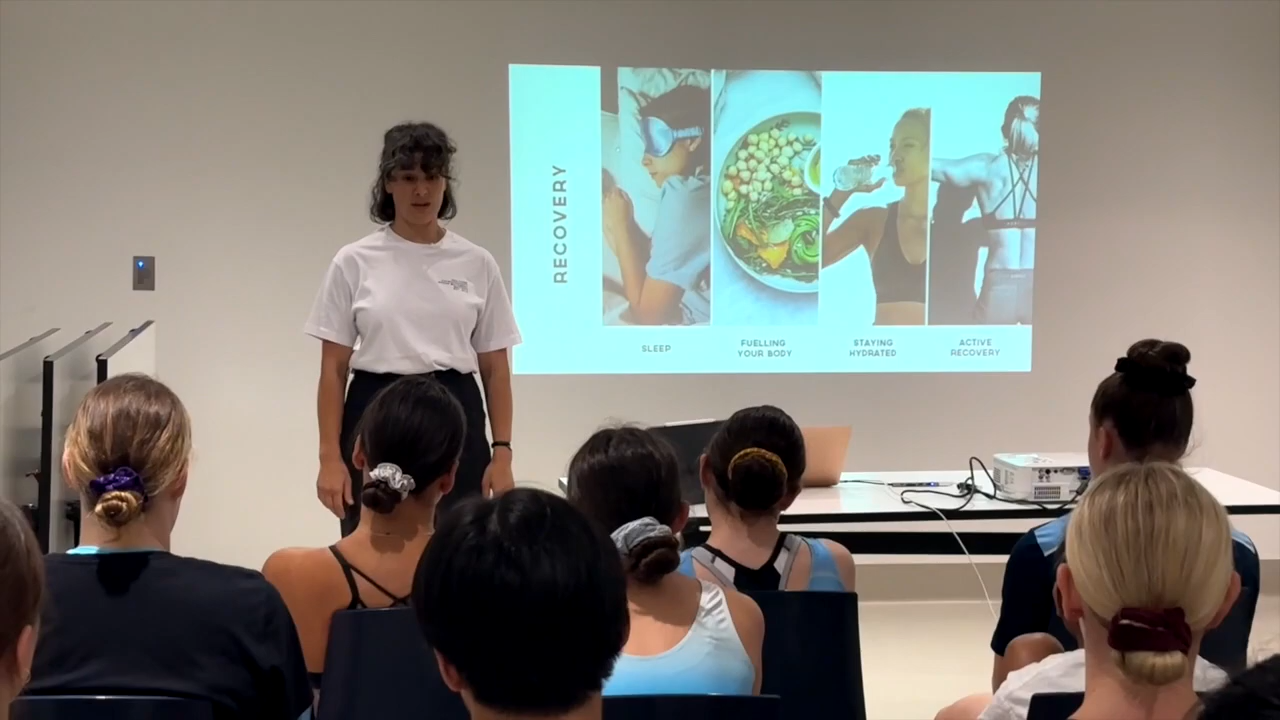 RECOVERY
SLEEP
FUELLING
YOUR BODY
STAYING
HYDRATED
ACTIVE
RECOVERY